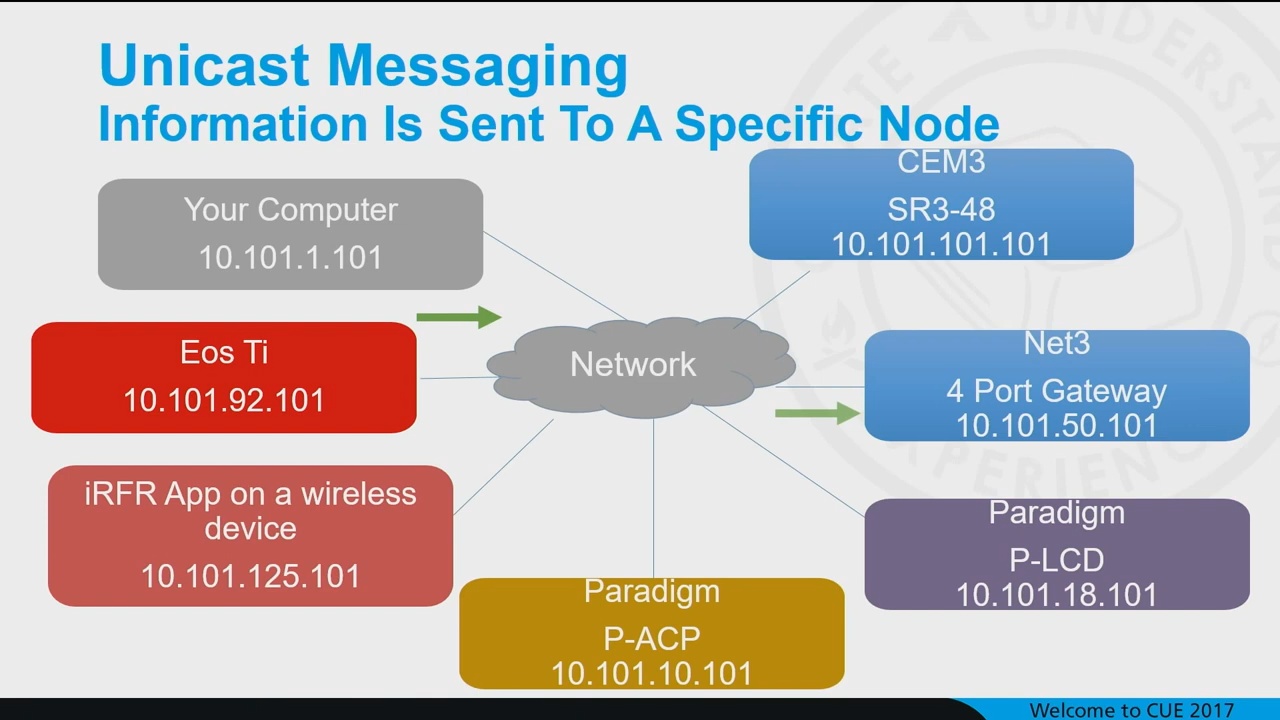 Unicast Messaging
Information Is Sent To A Specific Node
CEM3
SR3-48
10.101.101.101
Your Computer
10.101.1.101
Eos Ti
10.101.92.101
Network
Net3
4 Port Gateway
10.101.50.101
iRFR App on a wireless
device
10.101.125.101
Paradigm
P-LCD
10.101.18.101
Paradigm
P-ACP
10.101.10.101
Welcome to CUE 2017